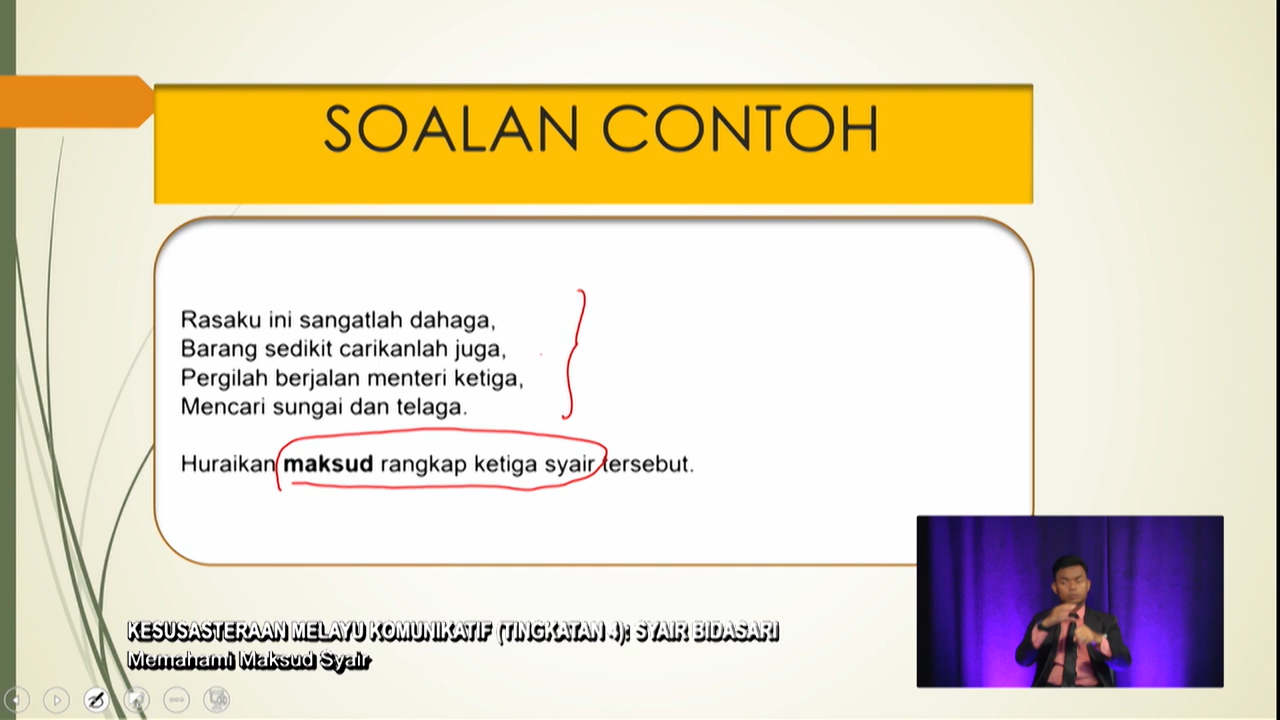 SOALAN CONTOH
Rasaku ini sangatlah dahaga,
Barang sedikit carikanlah juga,
Pergilah berjalan menteri ketiga,
Mencari sungai dan telaga.
Huraikan maksud rangkap ketiga syair tersebut.
KESUSASTERAAN MELAYU KOMUNIKATIF (TINGKATAN 4): SYAIR BIDASARI
Memahami Maksud Syair